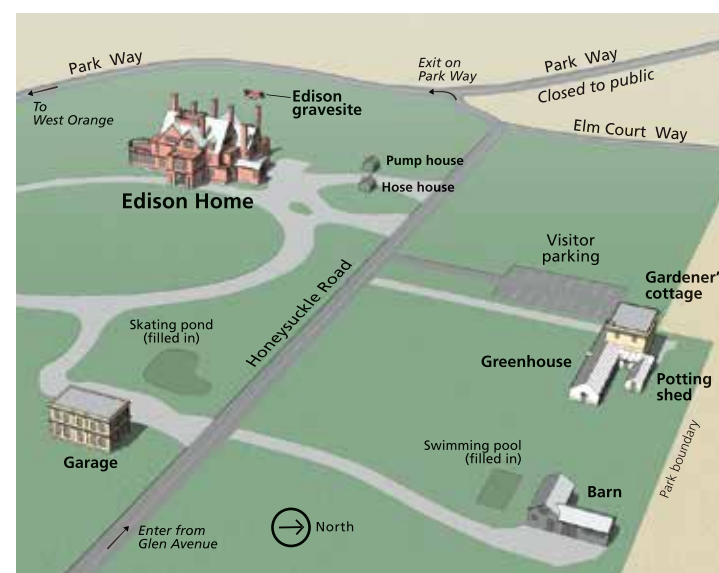 Park Way
To
West Orange
Exit on
Park Way
Park Way
Closed to public
Elm Court Way
Edison
gravesite
Pump house
Hose house
Edison Home
Visitor
parking
Gardener's
cottage
Honeysuckle Road
Skating pond
(filled in)
Greenhouse
Potting
shed
Garage
Swimming pool
(filled in)
Barn
Park boundary
Enter from
Glen Avenue
North